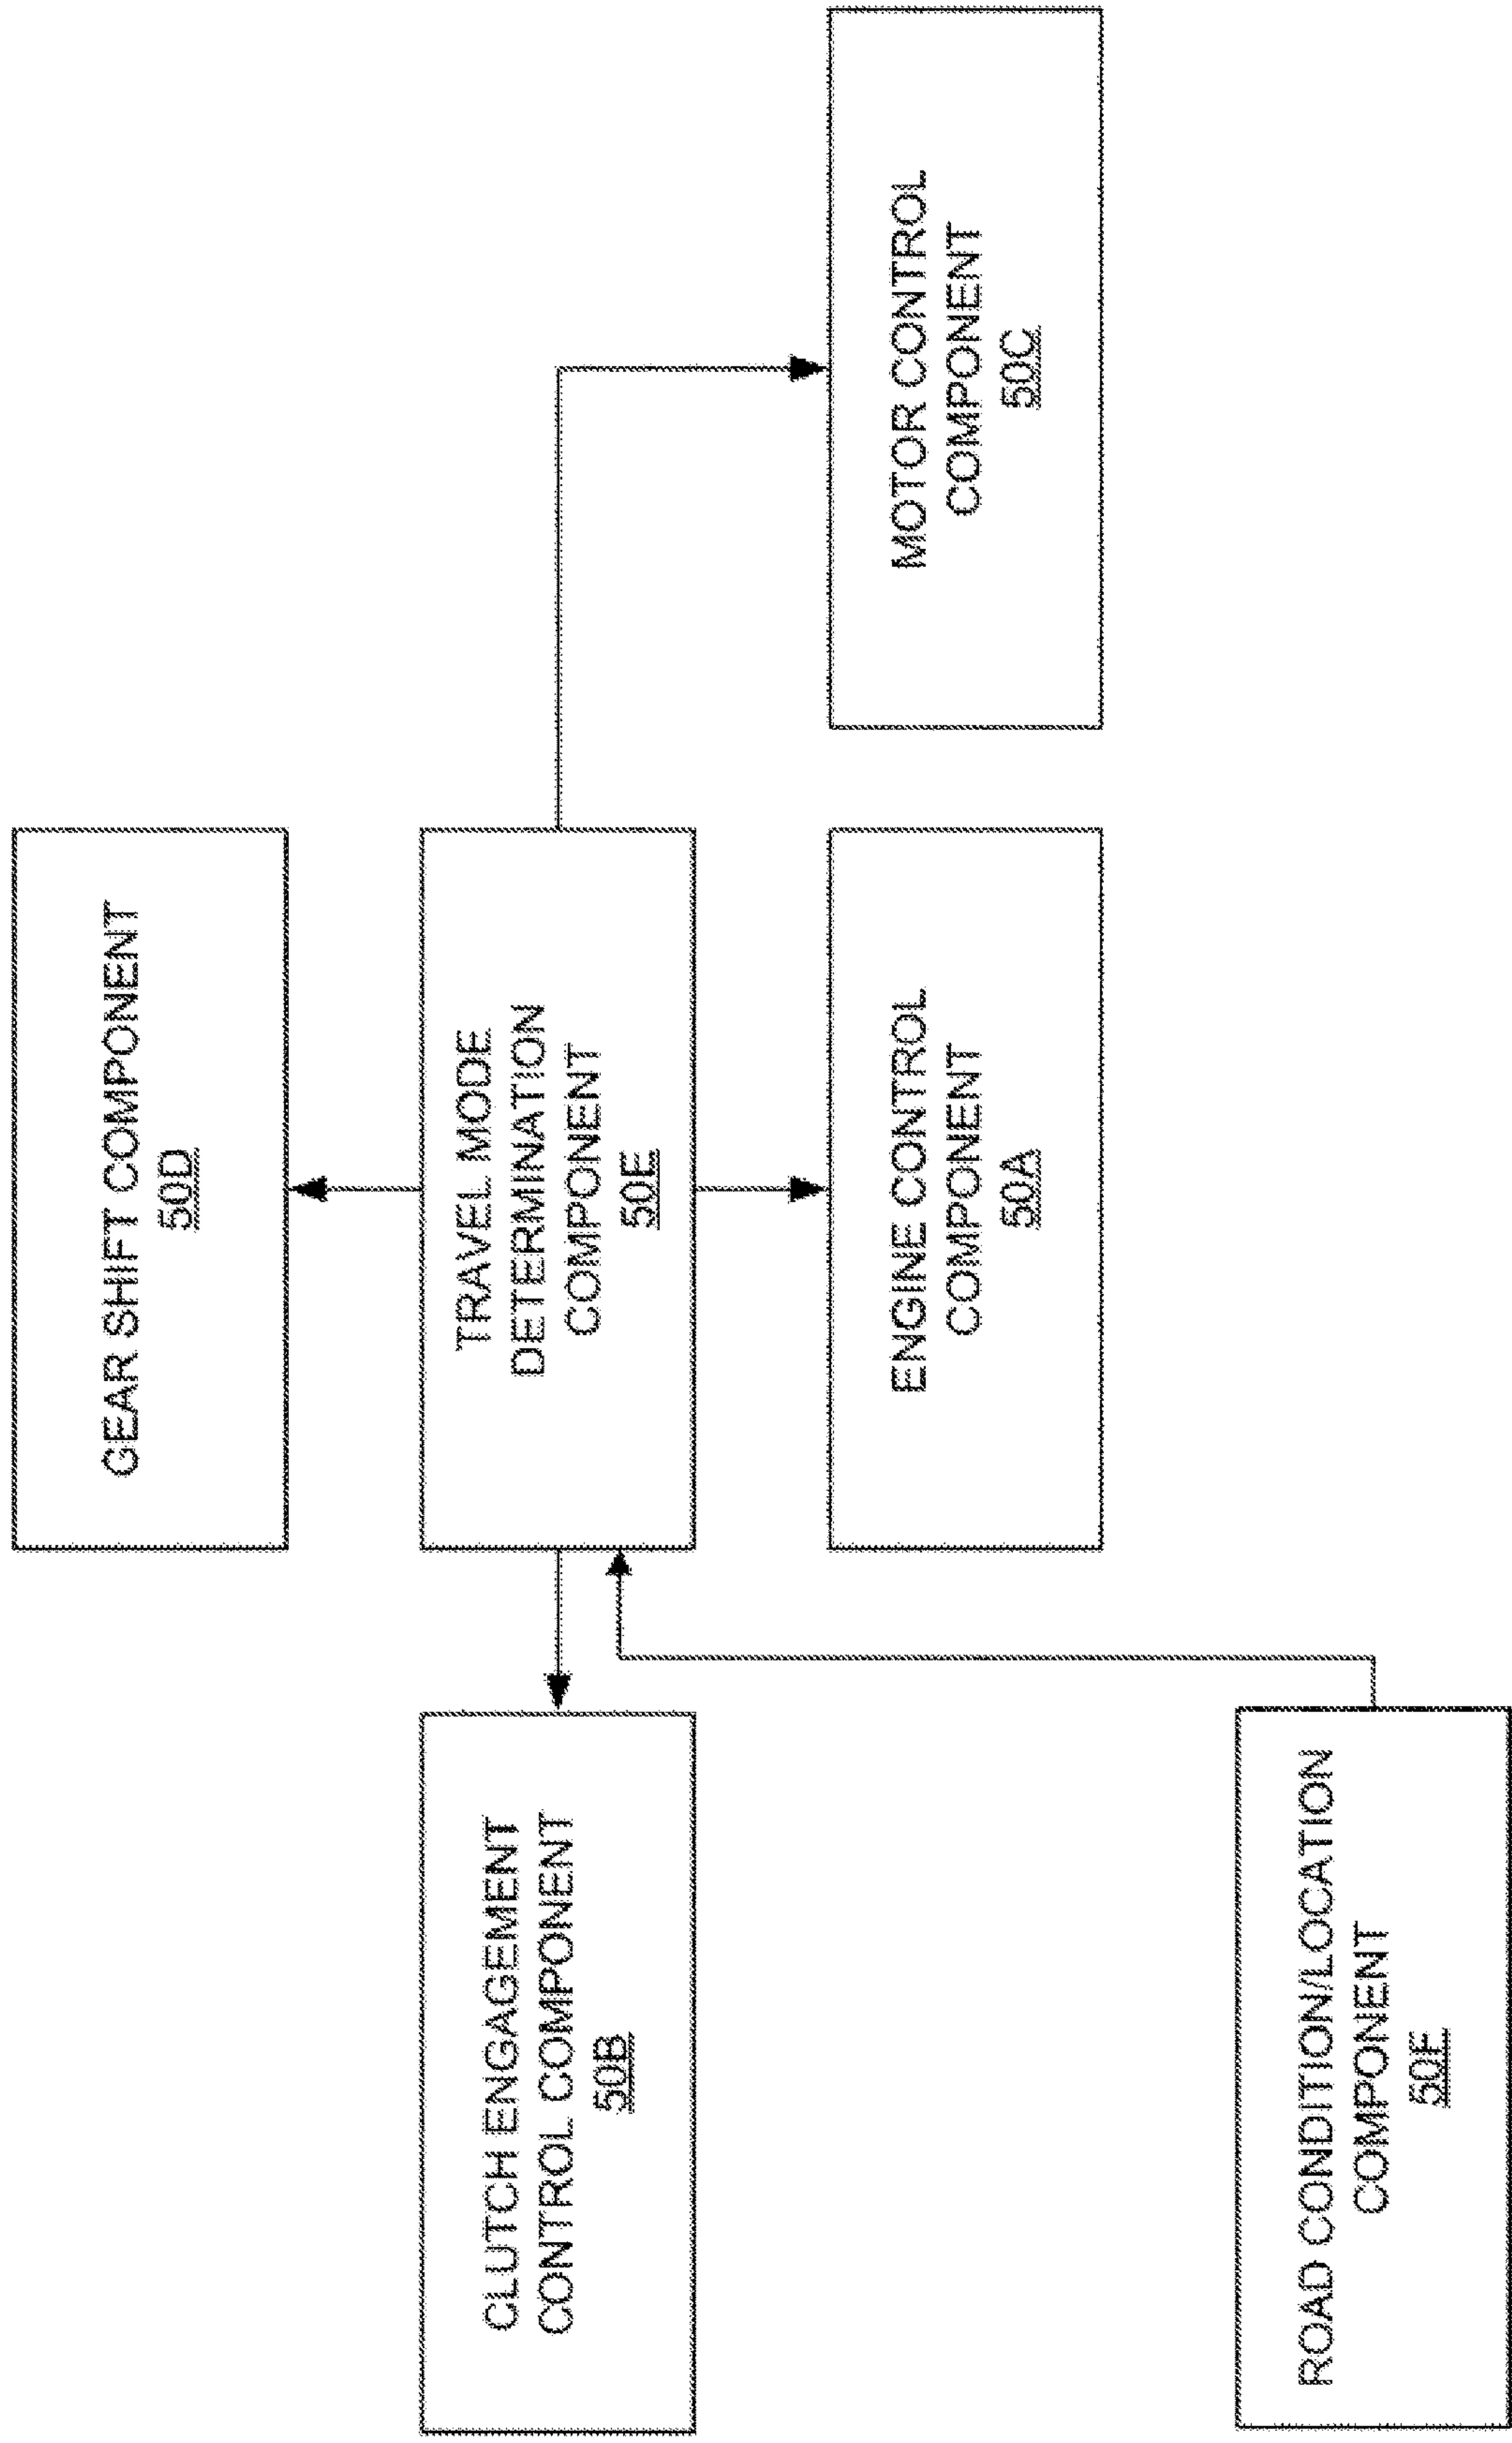 GEAR SHIFT COMPONENT
50D
CLUTCH ENGAGEMENT
CONTROL COMPONENT
50B
TRAVEL MODE
DETERMINATION
COMPONENT
50E
ENGINE CONTROL
COMPONENT
50A
MOTOR CONTROL
COMPONENT
50C
ROAD CONDITION/LOCATION
COMPONENT
50F